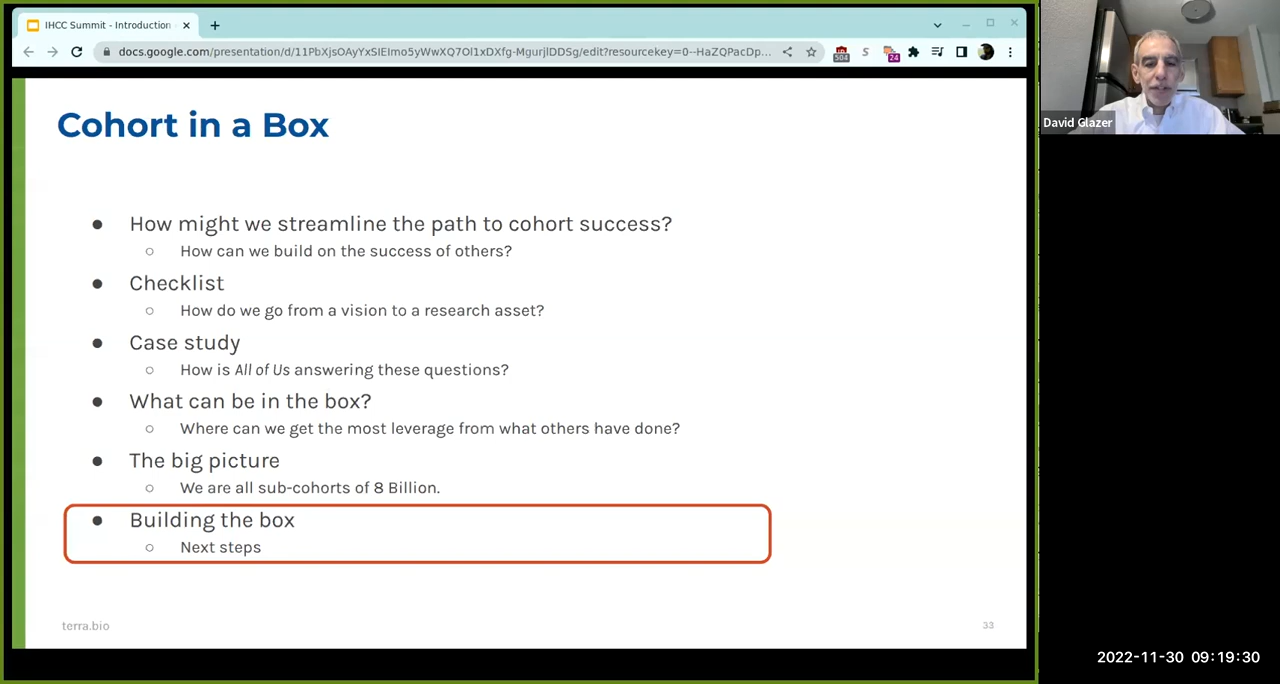 IHCC Summit - Introduction
docs.google.com/presentation/d/11PbXjsOAyYxSIEImo5yWwXQ7Ol1xDXfg-MgurjlDDSg/edit?resourcekey=0--HaZQPacDp...
504
S
24
Cohort in a Box
How might we streamline the path to cohort success?
How can we build on the success of others?
Checklist
How do we go from a vision to a research asset?
Case study
How is All of Us answering these questions?
What can be in the box?
Where can we get the most leverage from what others have done?
The big picture
We are all sub-cohorts of 8 Billion.
Building the box
Next steps
terra.bio
33
David Glazer
2022-11-30 09:19:30